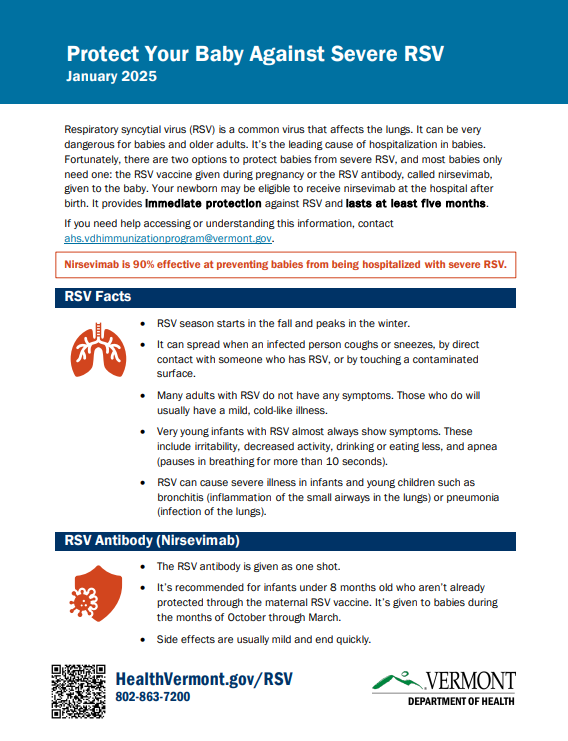 Protect Your Baby Against Severe RSV
January 2025
Respiratory syncytial virus (RSV) is a common virus that affects the lungs. It can be very
dangerous for babies and older adults. It's the leading cause of hospitalization in babies.
Fortunately, there are two options to protect babies from severe RSV, and most babies only
need one: the RSV vaccine given during pregnancy or the RSV antibody, called nirsevimab,
given to the baby. Your newborn may be eligible to receive nirsevimab at the hospital after
birth. It provides immediate protection against RSV and lasts at least five months.
If you need help accessing or understanding this information, contact
ahs.vdhimmunizationprogram@vermont.gov.
Nirsevimab is 90% effective at preventing babies from being hospitalized with severe RSV.
RSV Facts
• RSV season starts in the fall and peaks in the winter.
• It can spread when an infected person coughs or sneezes, by direct
contact with someone who has RSV, or by touching a contaminated
surface.
• Many adults with RSV do not have any symptoms. Those who do will
usually have a mild, cold-like illness.
• Very young infants with RSV almost always show symptoms. These
include irritability, decreased activity, drinking or eating less, and apnea
(pauses in breathing for more than 10 seconds).
• RSV can cause severe illness in infants and young children such as
bronchitis (inflammation of the small airways in the lungs) or pneumonia
(infection of the lungs).
RSV Antibody (Nirsevimab)
• The RSV antibody is given as one shot.
• It's recommended for infants under 8 months old who aren't already
protected through the maternal RSV vaccine. It's given to babies during
the months of October through March.
• Side effects are usually mild and end quickly.
HealthVermont.gov/RSV
802-863-7200
VERMONT
DEPARTMENT OF HEALTH